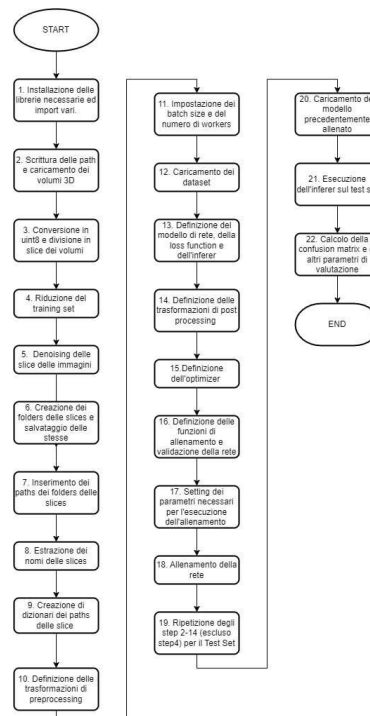 START
1. Installazione delle
librerie necessarie ed
import vari.
2. Scrittura delle path
e caricamento dei
volumi 3D
3. Conversione in
uint8 e divisione in
slice dei volumi
4. Riduzione del
training set
5. Denoising delle
slice delle immagini
6. Creazione dei
folders delle slices e
salvataggio delle
stesse
7. Inserimento dei
paths dei folders delle
slices
8. Estrazione dei
nomi delle slices
9. Creazione di
dizionari dei paths
delle slice
10. Definizione delle
trasformazioni di
preprocessing
11. Impostazione dei
batch size e del
numero di workers
12. Caricamento dei
dataset
13. Definizione del
modello di rete, della
loss function e
dell'inferer
14. Definizione delle
trasformazioni di post
processing
15.Definizione
dell'optimizer
16. Definizione delle
funzioni di
allenamento e
validazione della rete
17. Setting dei
parametri necessari
per l'esecuzione
dell'allenamento
18. Allenamento della
rete
19. Ripetizione degli
step 2-14 (escluso
step4) per il Test Set
20. Caricamento de
modello
precedentemente
allenato
21. Esecuzione
dell'inferer sul test s
22. Calcolo della
confusion matrix e
altri parametri di
valutazione
END